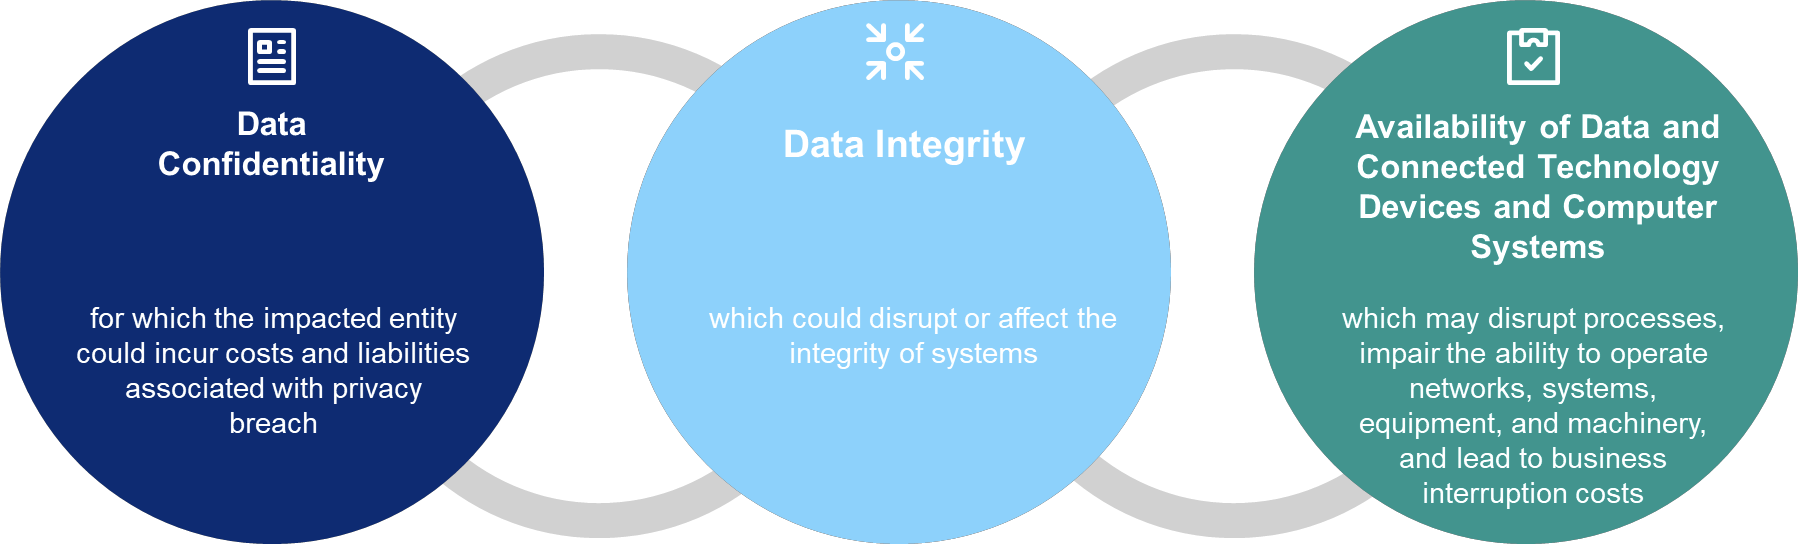 Data
Confidentiality
for which the impacted entity
could incur costs and liabilities
associated with privacy
breach
Data Integrity
which could disrupt or affect the
integrity of systems
Availability of Data and
Connected Technology
Devices and Computer
Systems
which may disrupt processes,
impair the ability to operate
networks, systems,
equipment, and machinery,
and lead to business
interruption costs